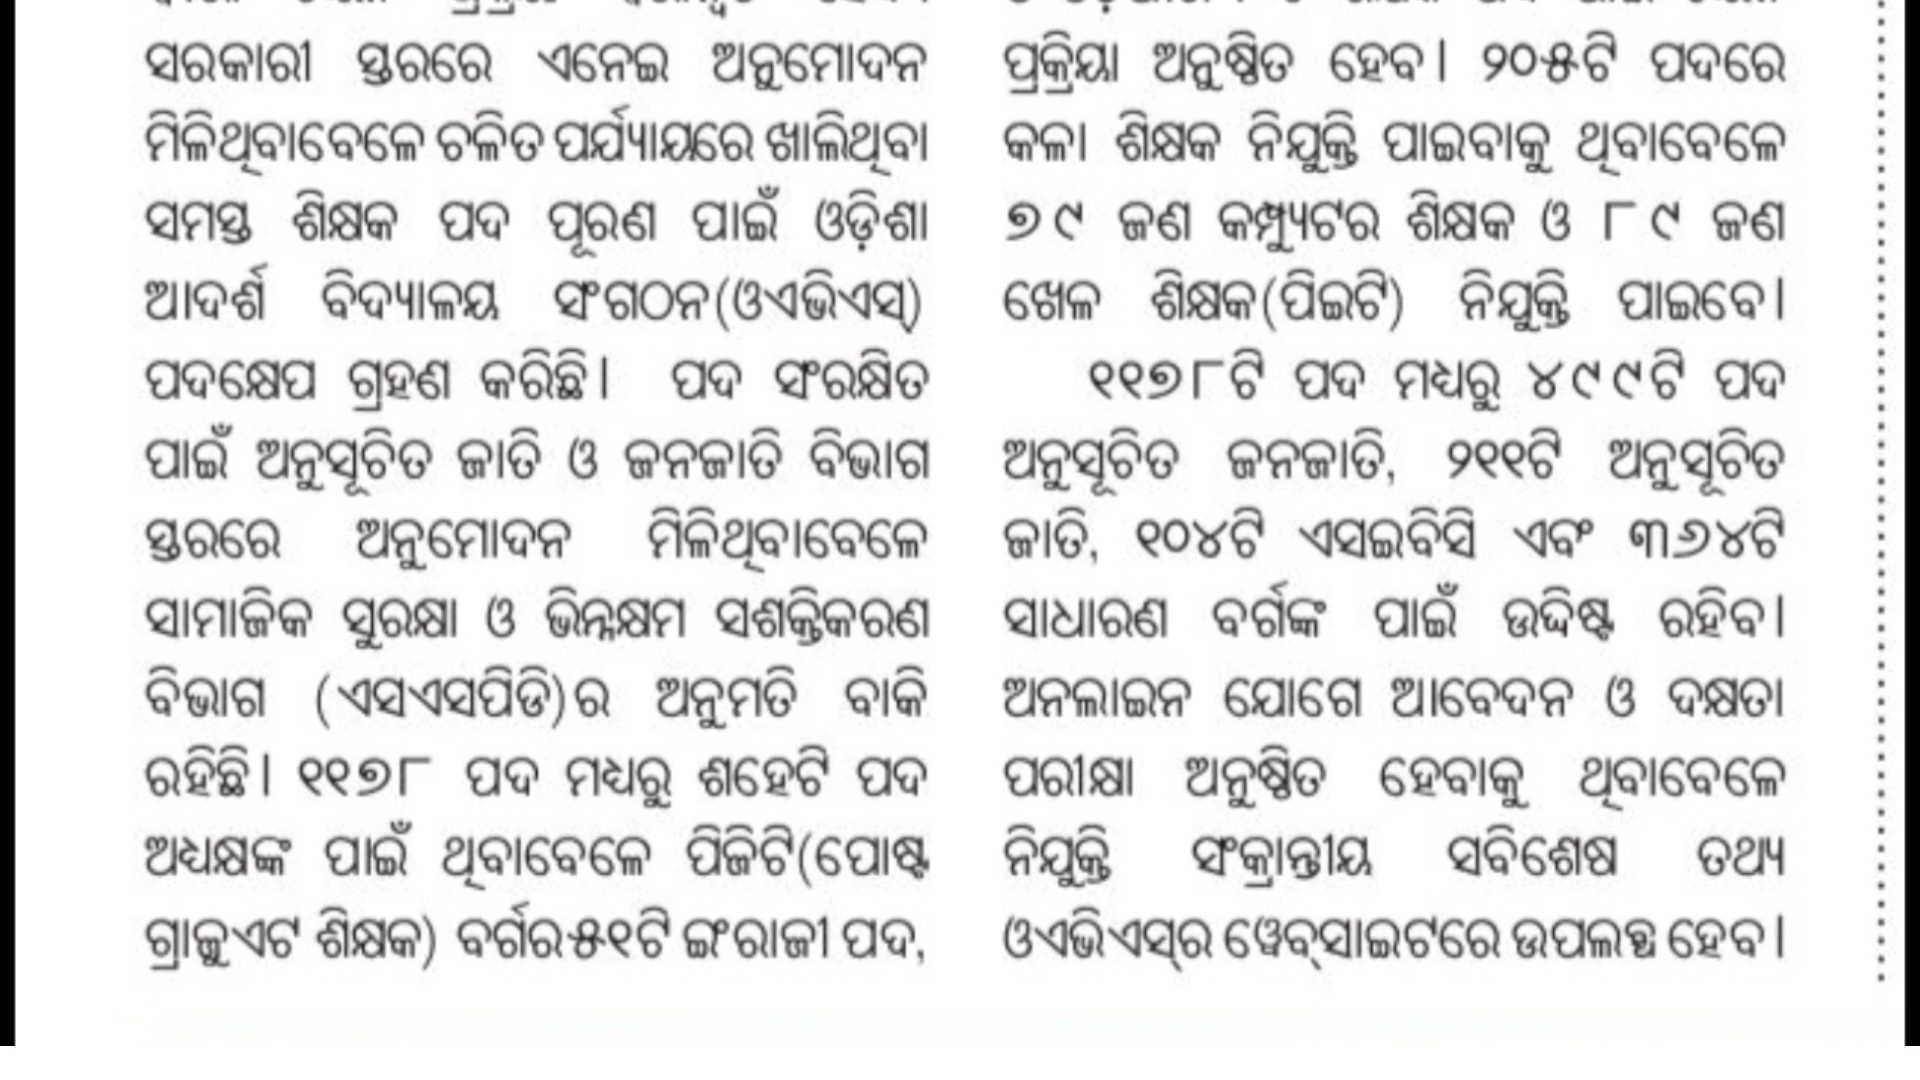 ସରକାରୀ ସ୍ତରରେ ଏନେଇ ଅନୁମୋଦନ
ମିଳିଥିବାବେଳେ ଚଳିତ ପର୍ଯ୍ୟାୟରେ ଖାଲିଥିବା
ସମସ୍ତ ଶିକ୍ଷକ ପଦ ପୂରଣ ପାଇଁ ଓଡ଼ିଶା
ଆଦର୍ଶ ବିଦ୍ୟାଳୟ ସଂଗଠନ(ଓଏଭିଏସ୍)
ପଦକ୍ଷେପ ଗ୍ରହଣ କରିଛି। ପଦ ସଂରକ୍ଷିତ
ପାଇଁ ଅନୁସୂଚିତ ଜାତି ଓ ଜନଜାତି ବିଭାଗ
ସ୍ତରରେ ଅନୁମୋଦନ ମିଳିଥିବାବେଳେ
ସାମାଜିକ ସୁରକ୍ଷା ଓ ଭିନ୍ନକ୍ଷମ ସଶକ୍ତିକରଣ
ବିଭାଗ (ଏସଏସପିଡି)ର ଅନୁମତି ବାକି
ରହିଛି। ୧୧୭୮ ପଦ ମଧ୍ୟରୁ ଶହେଟି ପଦ
ଅଧ୍ୟକ୍ଷଙ୍କ ପାଇଁ ଥିବାବେଳେ ପିଜିଟି(ପୋଷ୍ଟ
ଗ୍ରାଜୁଏଟ ଶିକ୍ଷକ) ବର୍ଗର ୫୧ଟି ଇଂରାଜୀ ପଦ,
ପ୍ରକ୍ରିୟା ଅନୁଷ୍ଠିତ ହେବ। ୨୦୫ଟି ପଦରେ
କଳା ଶିକ୍ଷକ ନିଯୁକ୍ତି ପାଇବାକୁ ଥିବାବେଳେ
୭୯ ଜଣ କମ୍ପ୍ୟୁଟର ଶିକ୍ଷକ ଓ ୮୯ ଜଣ
ଖେଳ ଶିକ୍ଷକ(ପିଇଟି) ନିଯୁକ୍ତି ପାଇବେ।
୧୧୭୮ଟି ପଦ ମଧ୍ୟରୁ ୪୯୯ଟି ପଦ
ଅନୁସୂଚିତ ଜନଜାତି, ୨୧୧ଟି ଅନୁସୂଚିତ
ଜାତି, ୧୦୪ଟି ଏସଇବିସି ଏବଂ ୩୬୪ଟି
ସାଧାରଣ ବର୍ଗଙ୍କ ପାଇଁ ଉଦ୍ଦିଷ୍ଟ ରହିବ।
ଅନଲାଇନ ଯୋଗେ ଆବେଦନ ଓ ଦକ୍ଷତା
ପରୀକ୍ଷା ଅନୁଷ୍ଠିତ ହେବାକୁ ଥିବାବେଳେ
ନିଯୁକ୍ତି ସଂକ୍ରାନ୍ତୀୟ ସବିଶେଷ ତଥ୍ୟ
ଓଏଭିଏସ୍‌ର ୱେବ୍‌ସାଇଟରେ ଉପଲବ୍ଧ ହେବ।